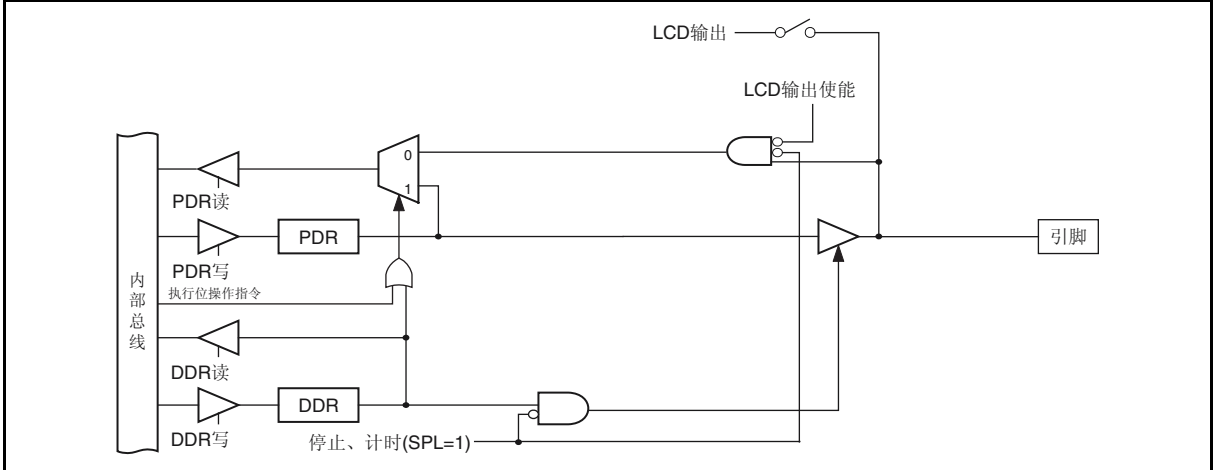 LCD输出
LCD输出使能
0
PDR读
1
PDR
引脚
PDR写
执行位操作指令
内部总线
DDR读
DDR
DDR写
停止、计时(SPL=1)